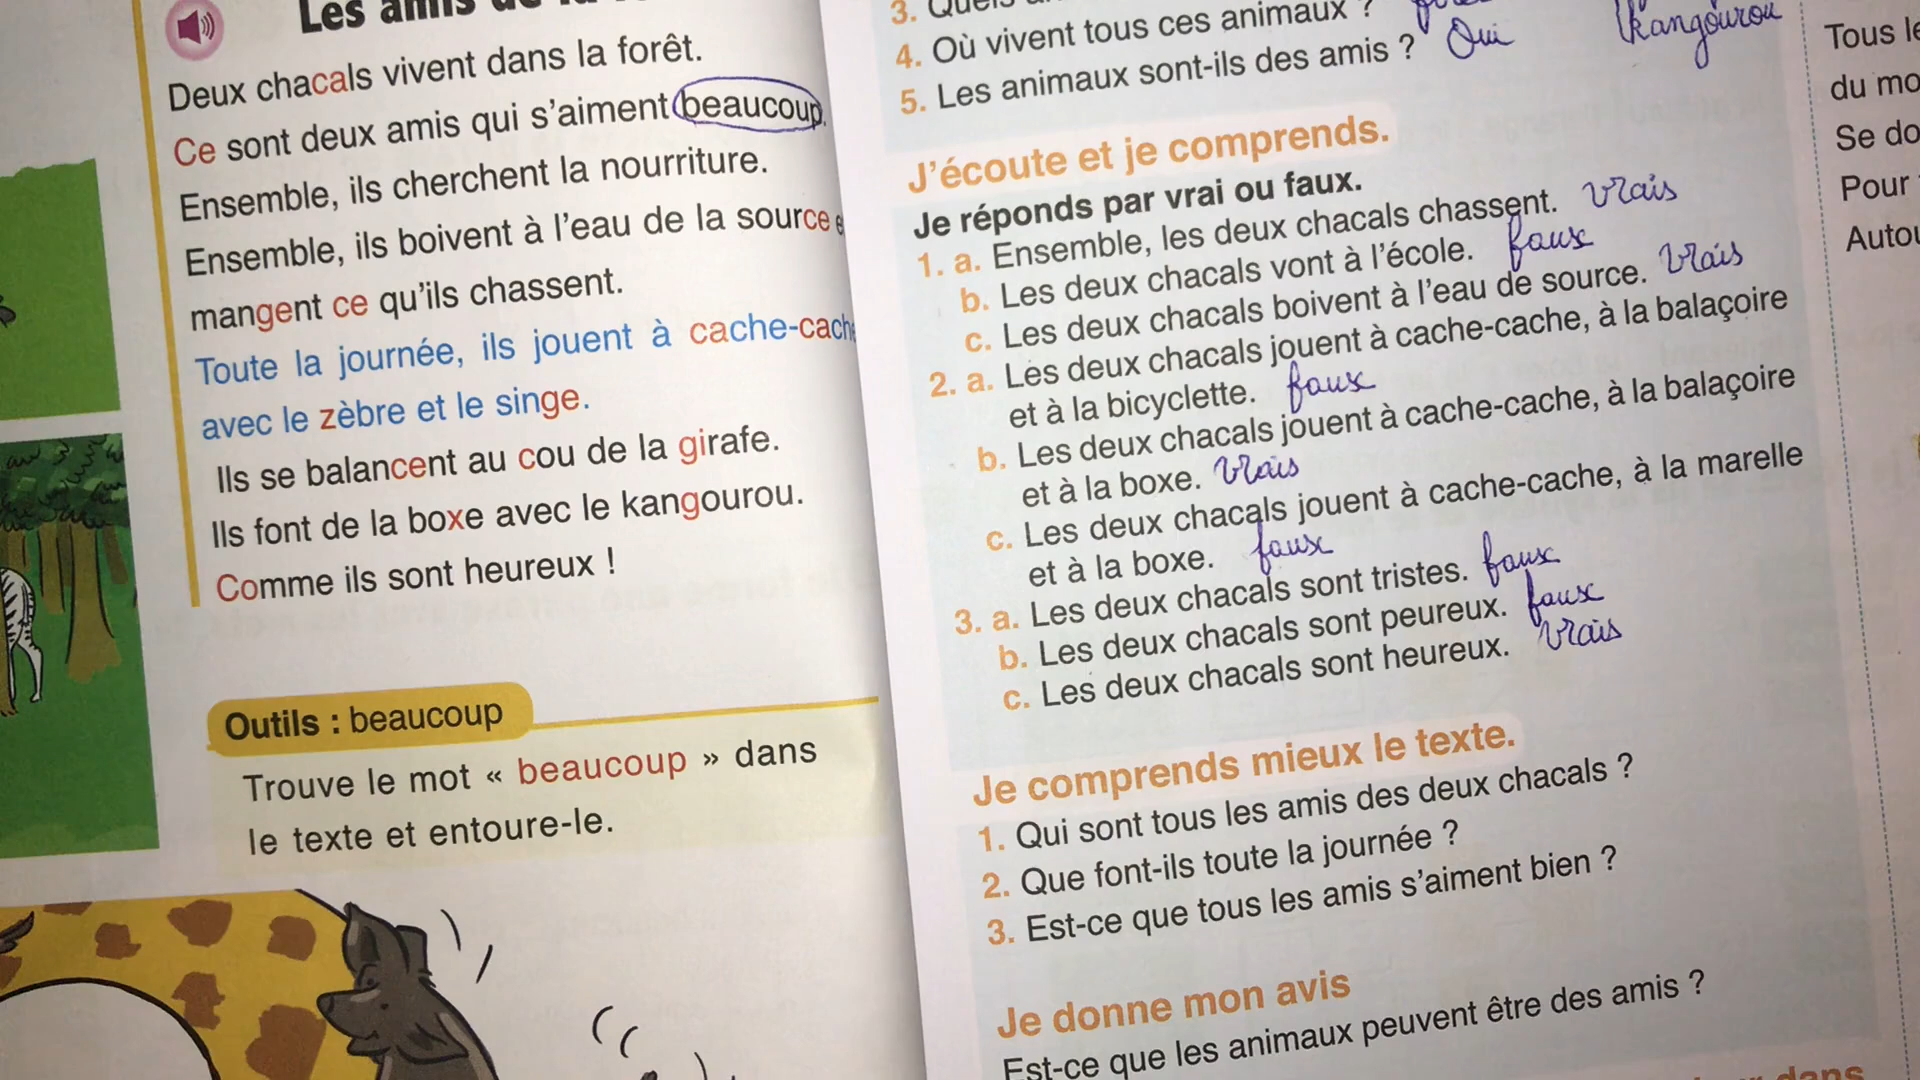 Les amis de la
Deux chacals vivent dans la forêt.
Ce sont deux amis qui s'aiment beaucoup.
Ensemble, ils cherchent la nourriture.
Ensemble, ils boivent à l'eau de la source
mangent ce qu'ils chassent.
Toute la journée, ils jouent à cache-cache
avec le zèbre et le singe.
Ils se balancent au cou de la girafe.
Ils font de la boxe avec le kangourou.
Comme ils sont heureux !
Outils : beaucoup
Trouve le mot « beaucoup » dans
le texte et entoure-le.
3.
4. Où vivent tous ces animaux ?
5. Les animaux sont-ils des amis ? Oui kangourou
J'écoute et je comprends.
Je réponds par vrai ou faux.
1. a. Ensemble, les deux chacals chassent. vrais
b. Les deux chacals vont à l'école. faux
c. Les deux chacals boivent à l'eau de source. vrais
2. a. Les deux chacals jouent à cache-cache, à la balaçoire
et à la bicyclette. faux
b. Les deux chacals jouent à cache-cache, à la balaçoire
et à la boxe. vrais
c. Les deux chacals jouent à cache-cache, à la marelle
et à la boxe. faux
3. a. Les deux chacals sont tristes. faux
b. Les deux chacals sont peureux. faux
c. Les deux chacals sont heureux. vrais
Je comprends mieux le texte.
1. Qui sont tous les amis des deux chacals ?
2. Que font-ils toute la journée ?
3. Est-ce que tous les amis s'aiment bien ?
Je donne mon avis
Est-ce que les animaux peuvent être des amis ?
dans
Tous
du
Se
Pour